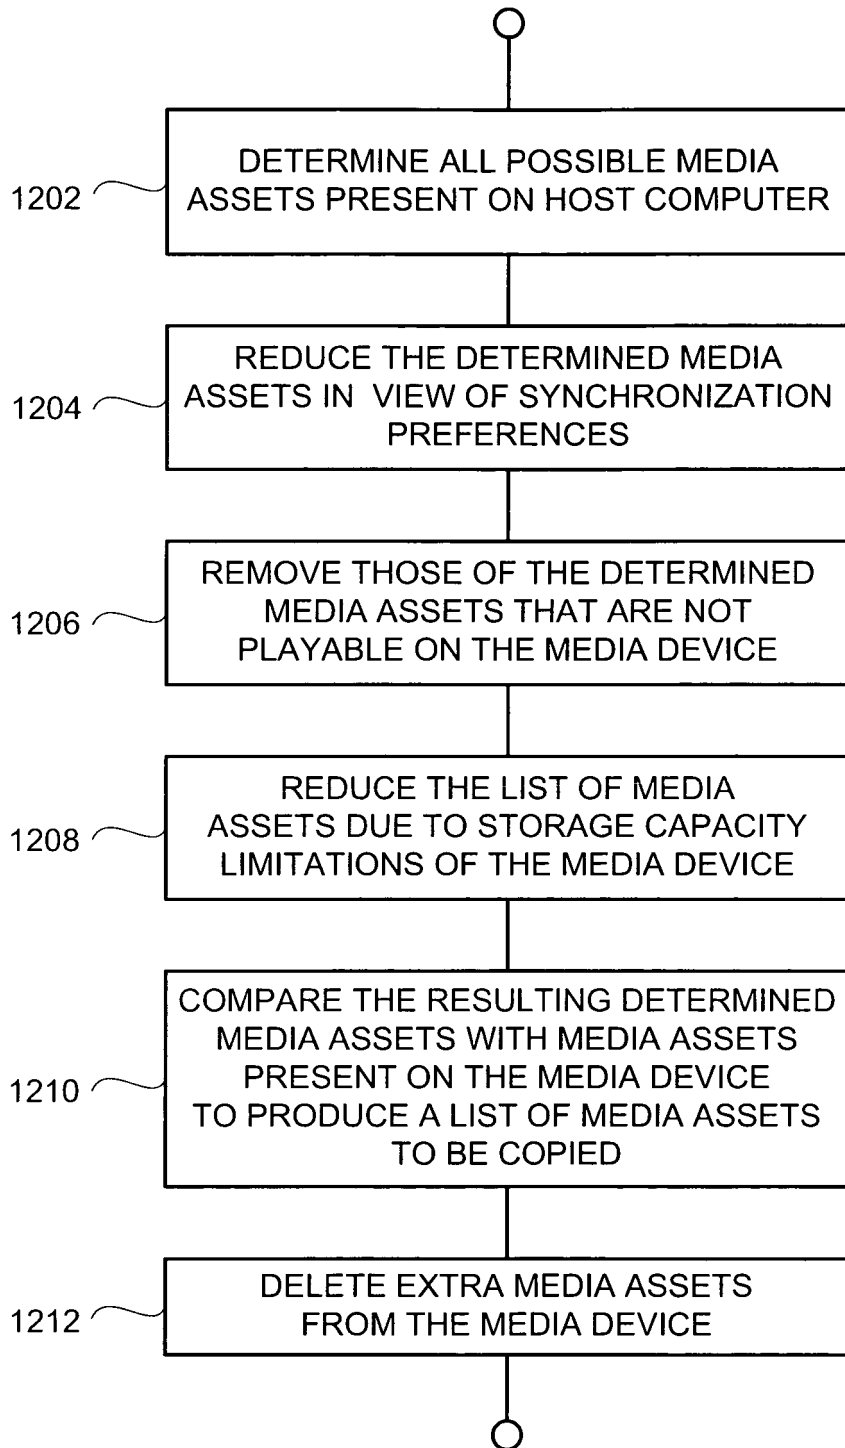 DETERMINE ALL POSSIBLE MEDIA
ASSETS PRESENT ON HOST COMPUTER
1202
REDUCE THE DETERMINED MEDIA
ASSETS IN VIEW OF SYNCHRONIZATION
PREFERENCES
1204
REMOVE THOSE OF THE DETERMINED
MEDIA ASSETS THAT ARE NOT
PLAYABLE ON THE MEDIA DEVICE
1206
REDUCE THE LIST OF MEDIA
ASSETS DUE TO STORAGE CAPACITY
LIMITATIONS OF THE MEDIA DEVICE
1208
COMPARE THE RESULTING DETERMINED
MEDIA ASSETS WITH MEDIA ASSETS
PRESENT ON THE MEDIA DEVICE
TO PRODUCE A LIST OF MEDIA ASSETS
TO BE COPIED
1210
DELETE EXTRA MEDIA ASSETS
FROM THE MEDIA DEVICE
1212